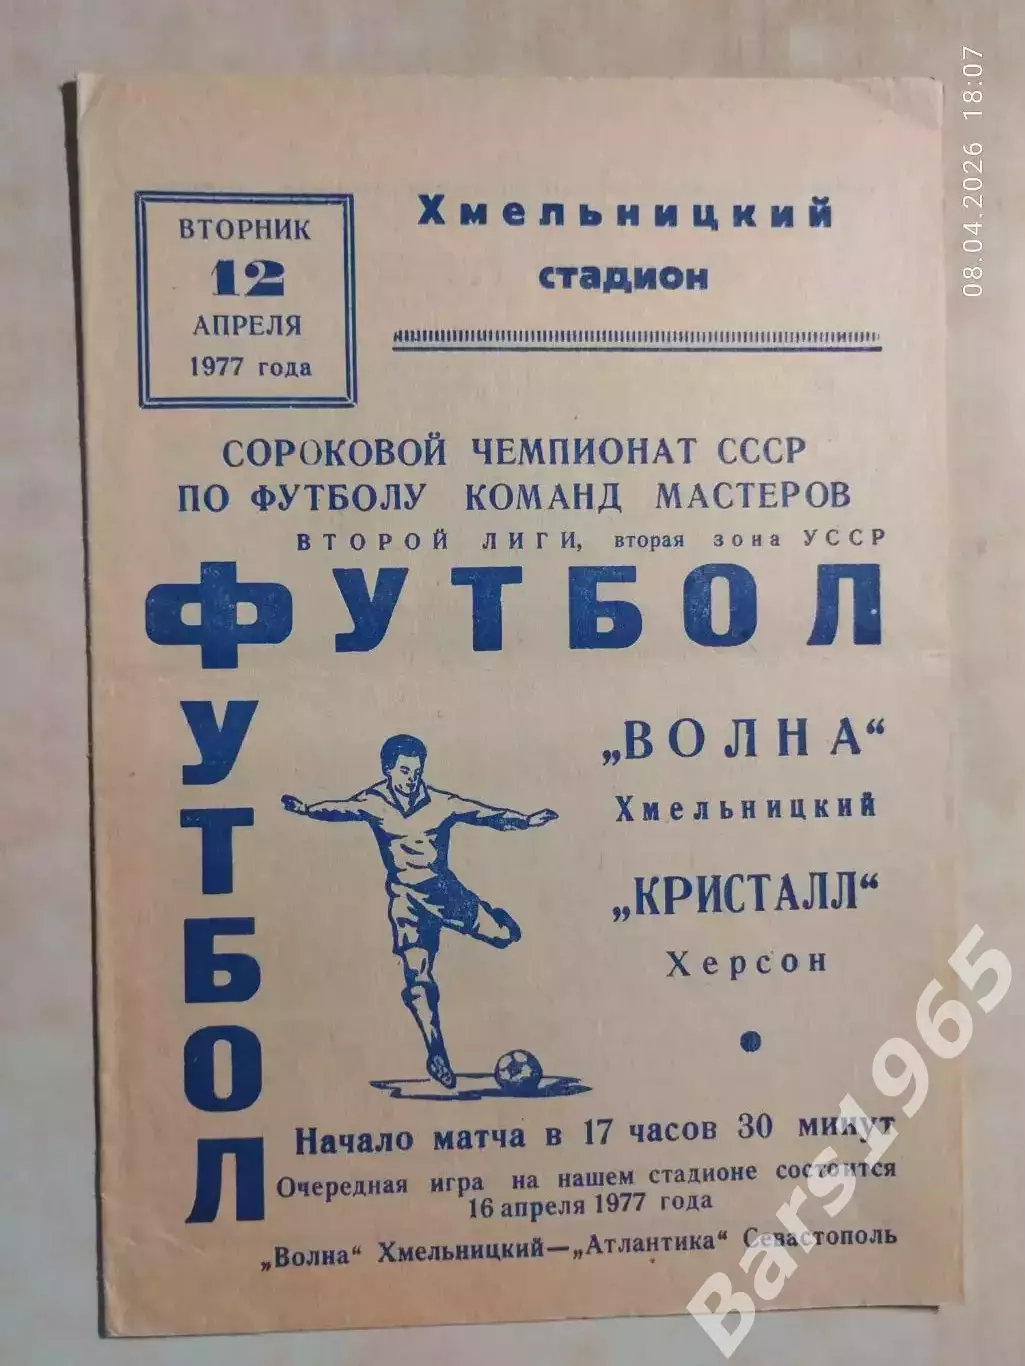 08.04.2026 18:07
ВТОРНИК
12
АПРЕЛЯ
1977 года
Хмельницкий
стадион
СОРОКОВОЙ ЧЕМПИОНАТ СССР
ПО ФУТБОЛУ КОМАНД МАСТЕРОВ
ВТОРОЙ ЛИГИ, вторая зона УССР
ФУТБОЛ
ФУТБОЛ
„ВОЛНА“
Хмельницкий
„КРИСТАЛЛ“
Херсон
Начало матча в 17 часов 30 минут
Очередная игра на нашем стадионе состоится
16 апреля 1977 года
„Волна“ Хмельницкий—„Атлантика“ Севастополь
Bars1965